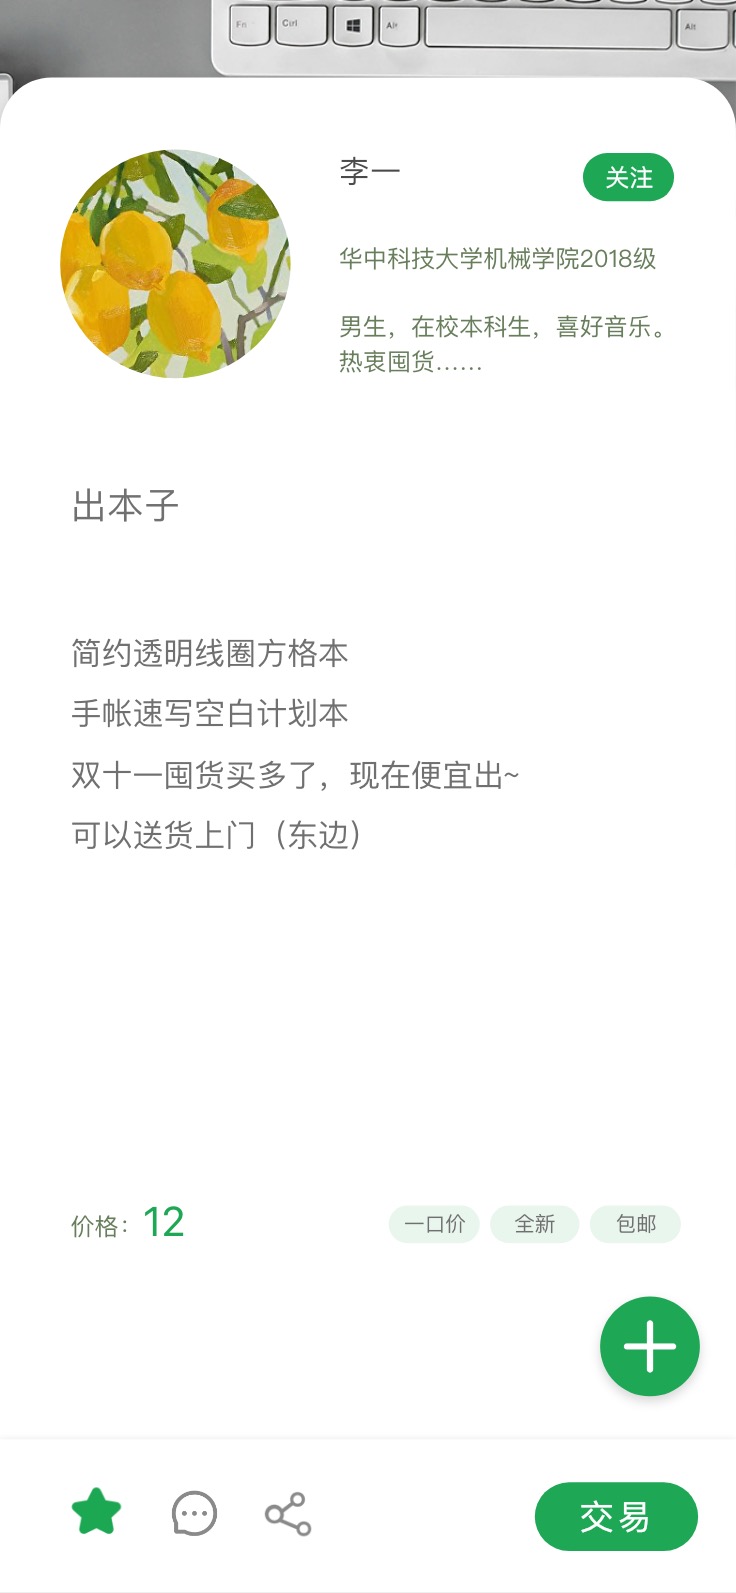 Fn Ctrl Alt Alt
李一
关注
华中科技大学机械学院2018级
男生，在校本科生，喜好音乐。
热衷囤货……
出本子
简约透明线圈方格本
手帐速写空白计划本
双十一囤货买多了，现在便宜出~
可以送货上门（东边）
价格：12
一口价 全新 包邮
交易